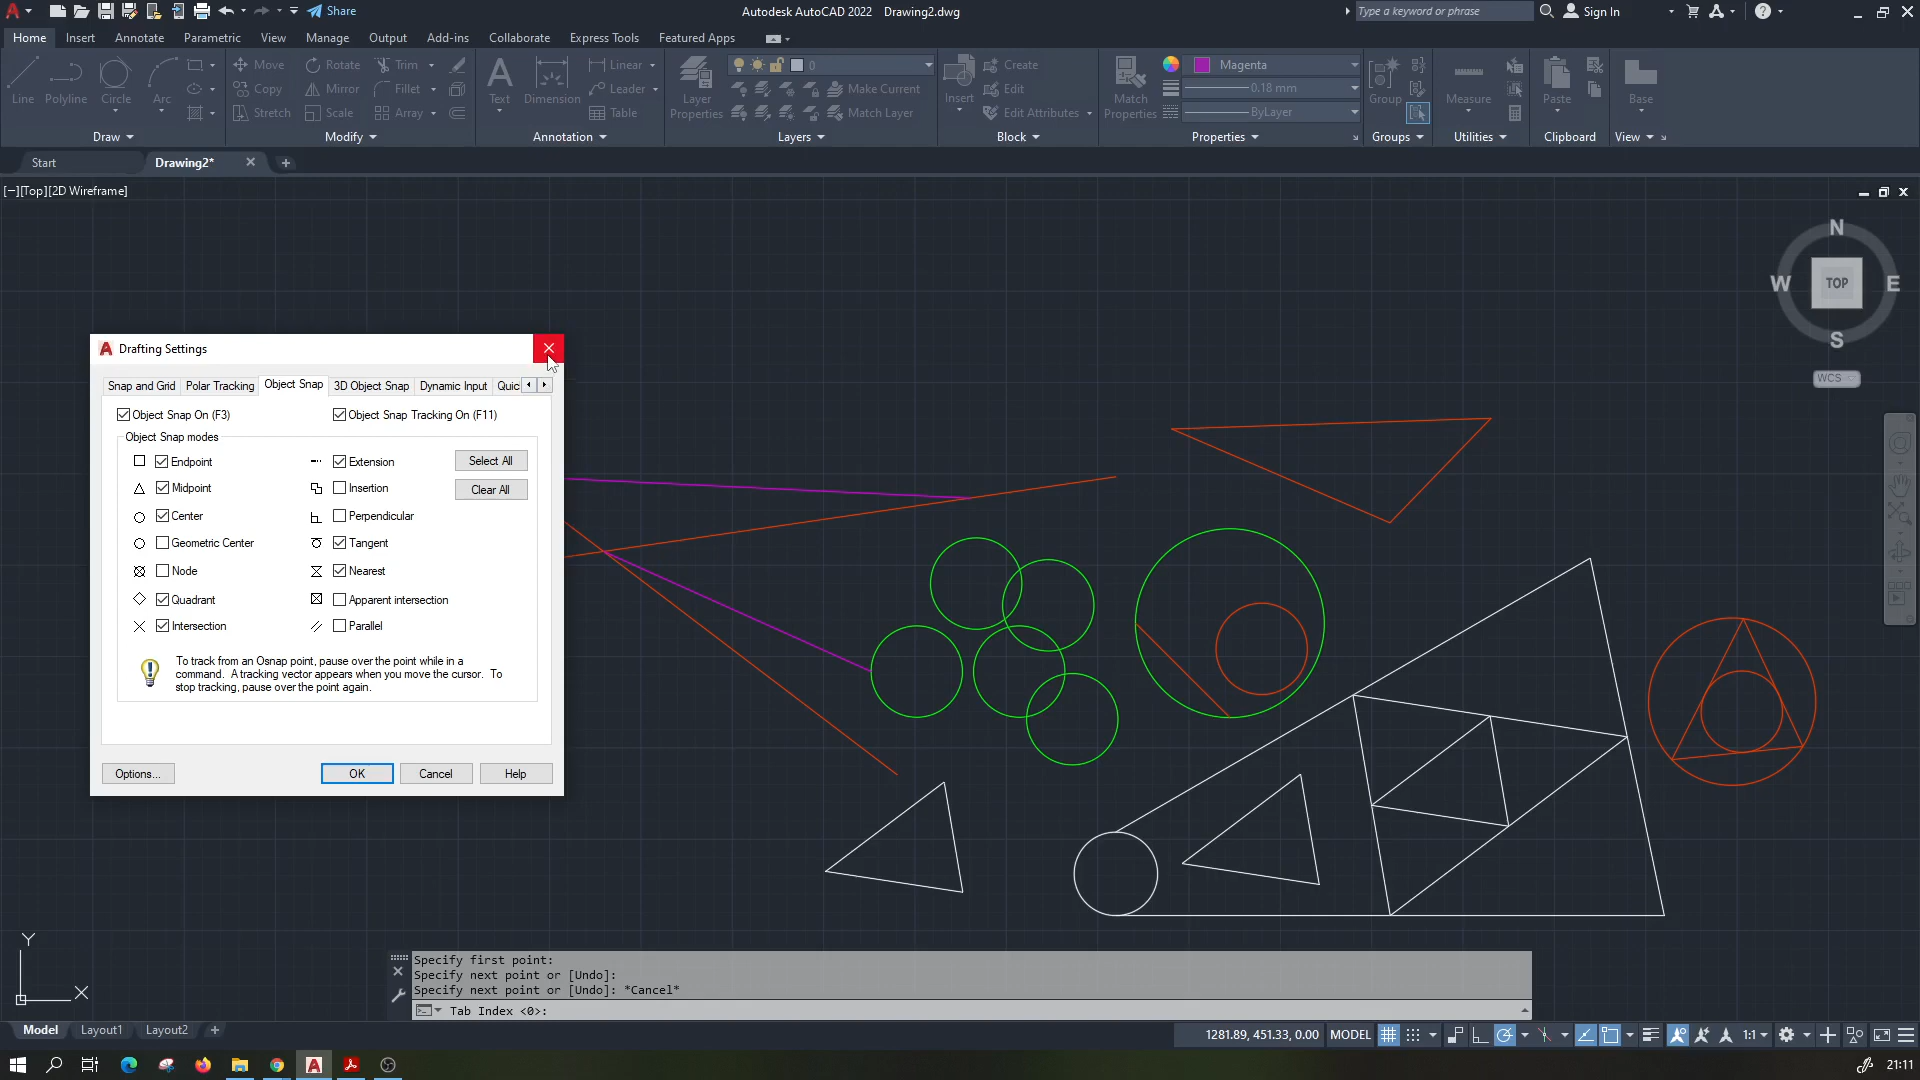 Share
Autodesk AutoCAD 2022 Drawing2.dwg
Type a keyword or phrase
Sign In
Home Insert Annotate Parametric View Manage Output Add-ins Collaborate Express Tools Featured Apps
Line Polyline Circle Arc
Move Rotate Trim
Copy Mirror Fillet
Stretch Scale Array
Text Dimension
Linear
Leader
Table
Layer Properties
0
Make Current
Match Layer
Insert
Create
Edit
Edit Attributes
Match Properties
Magenta
0.18 mm
ByLayer
Group
Measure
Paste
Base
Draw Modify Annotation Layers Block Properties Groups Utilities Clipboard View
Start Drawing2*
[−][Top][2D Wireframe]
N
W TOP E
S
WCS
Drafting Settings
Snap and Grid Polar Tracking Object Snap 3D Object Snap Dynamic Input Quic
Object Snap On (F3) Object Snap Tracking On (F11)
Object Snap modes
Endpoint Extension Select All
Midpoint Insertion Clear All
Center Perpendicular
Geometric Center Tangent
Node Nearest
Quadrant Apparent intersection
Intersection Parallel
To track from an Osnap point, pause over the point while in a
command. A tracking vector appears when you move the cursor. To
stop tracking, pause over the point again.
Options... OK Cancel Help
Y
X
Specify first point:
Specify next point or [Undo]:
Specify next point or [Undo]: *Cancel*
Tab Index <0>:
Model Layout1 Layout2
1281.89, 451.33, 0.00 MODEL 1:1
21:11